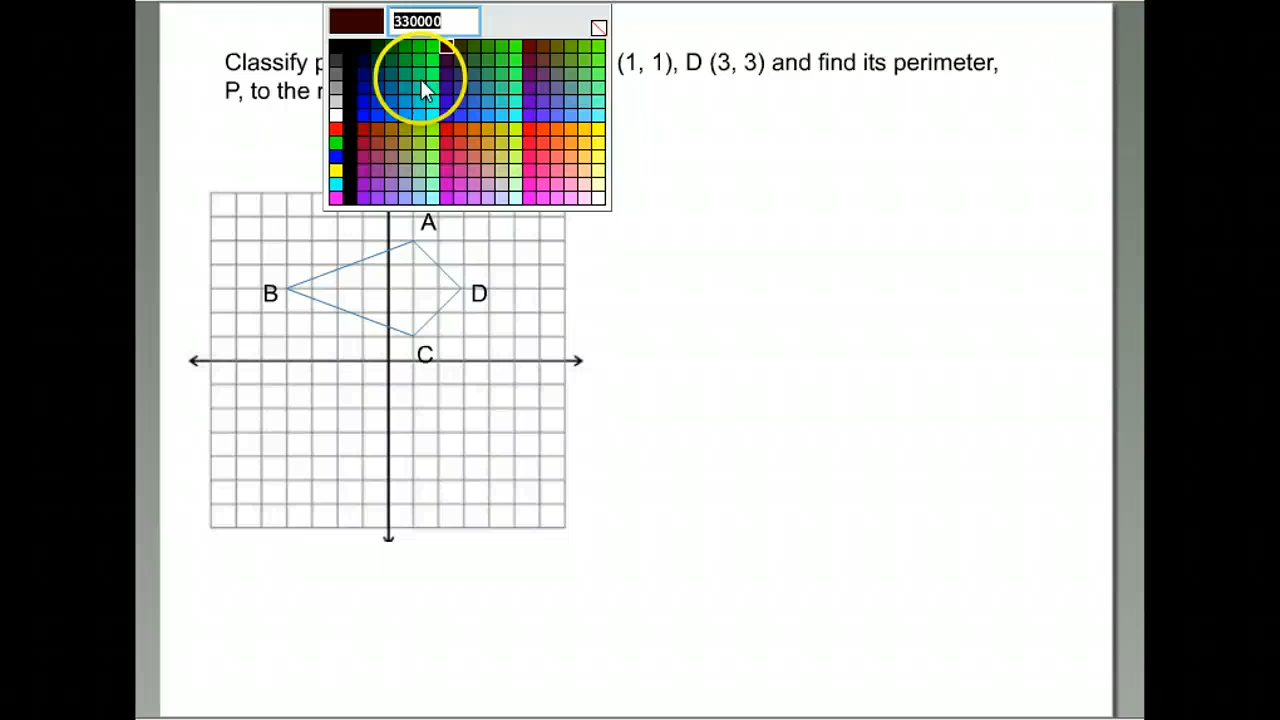 330000
Classify (1, 1), D (3, 3) and find its perimeter,
P, to the
A
B
D
C